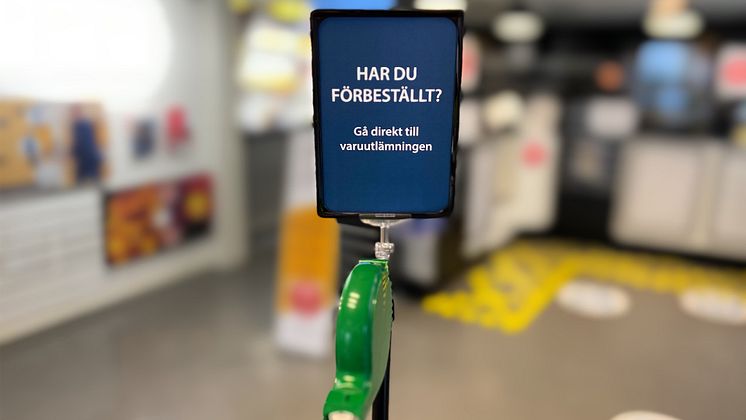 HAR DU
FÖRBESTÄLLT?
Gå direkt till
varuutlämningen